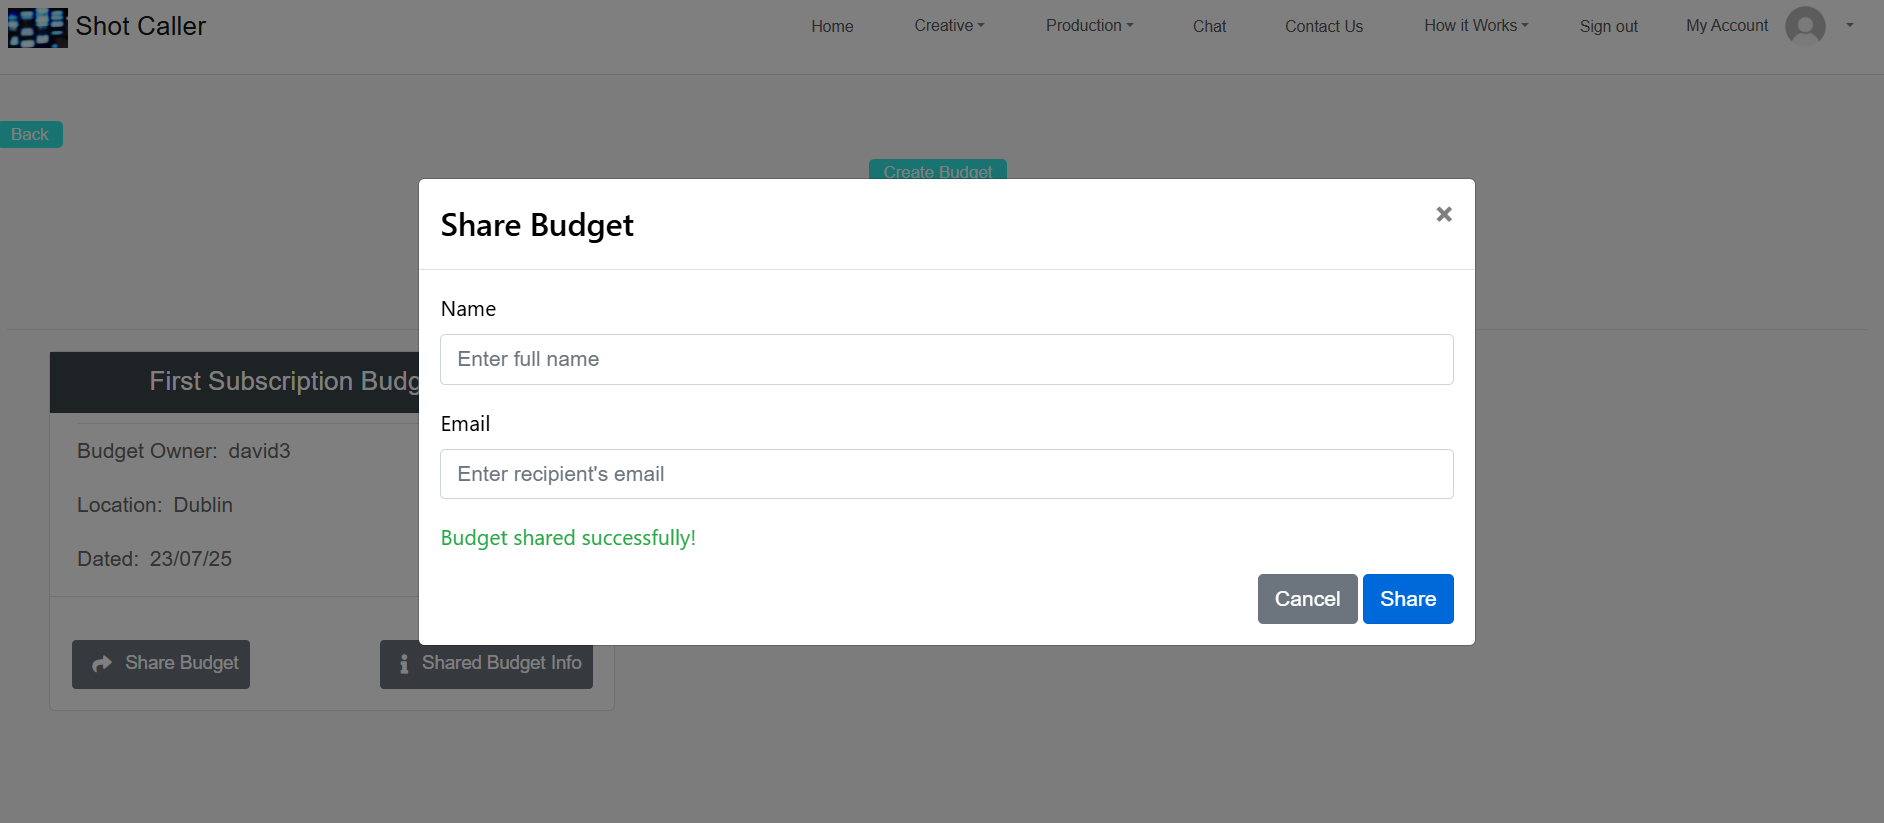 Shot Caller
Home
Creative
Production
Chat
Contact Us
How it Works
Sign out
My Account
Back
Create Budget
Share Budget
×
Name
Enter full name
Email
Enter recipient's email
Budget shared successfully!
Cancel
Share
First Subscription Budg
Budget Owner: david3
Location: Dublin
Dated: 23/07/25
Share Budget
Shared Budget Info